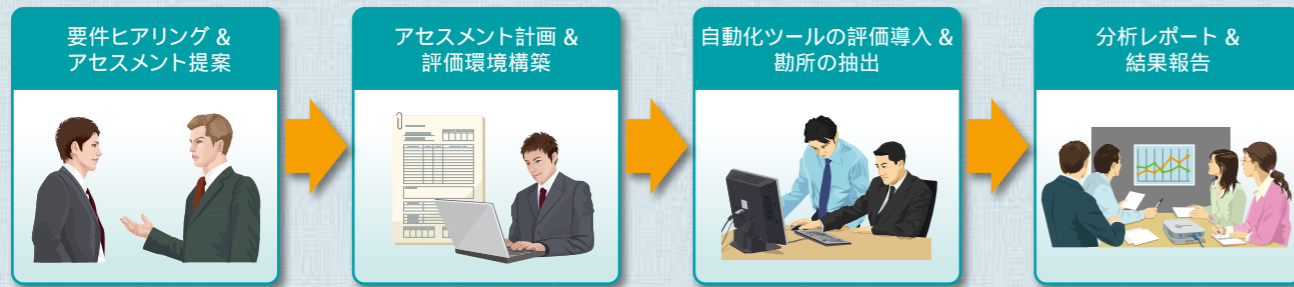 要件ヒアリング &
アセスメント提案
アセスメント計画 &
評価環境構築
自動化ツールの評価導入 &
勘所の抽出
分析レポート &
結果報告